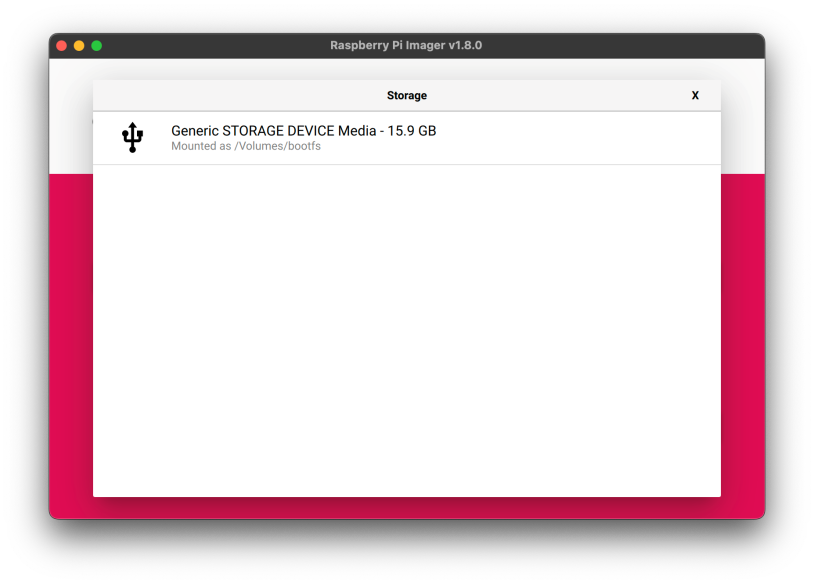 Raspberry Pi Imager v1.8.0
Storage X
Generic STORAGE DEVICE Media - 15.9 GB
Mounted as /Volumes/bootfs